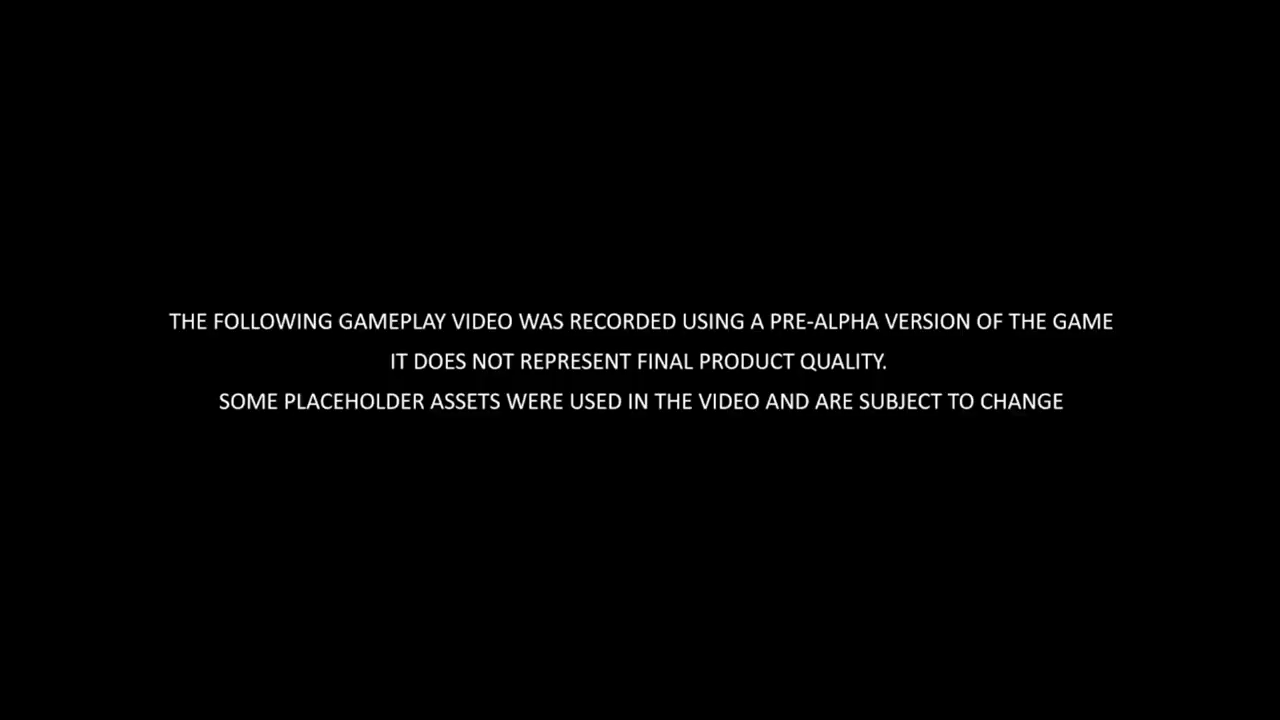 THE FOLLOWING GAMEPLAY VIDEO WAS RECORDED USING A PRE-ALPHA VERSION OF THE GAME
IT DOES NOT REPRESENT FINAL PRODUCT QUALITY.
SOME PLACEHOLDER ASSETS WERE USED IN THE VIDEO AND ARE SUBJECT TO CHANGE